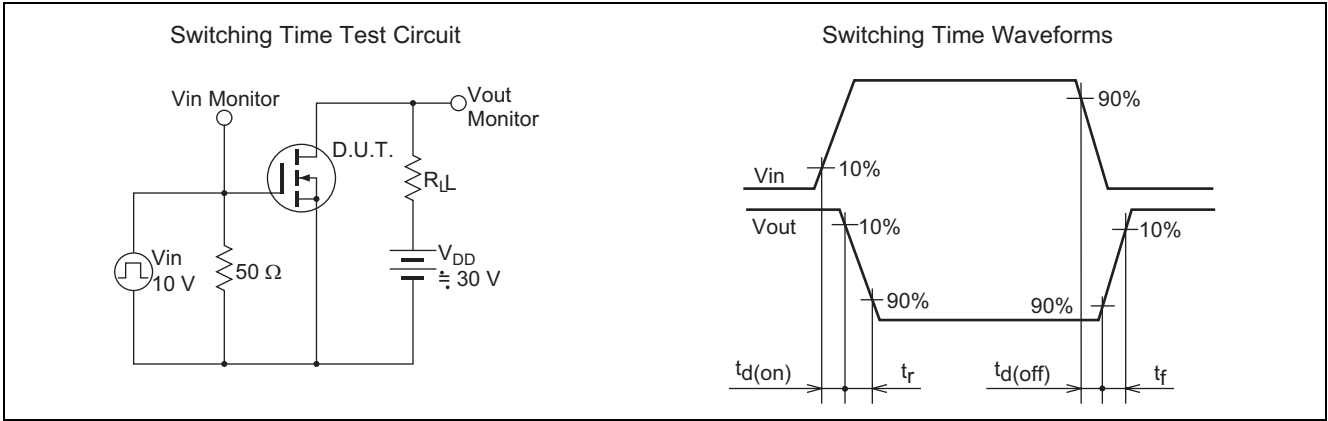 Switching Time Test Circuit
Vin Monitor
Vout
Monitor
D.U.T.
RLL
Vin
10 V
50 Ω
VDD
≒ 30 V
Switching Time Waveforms
Vin
10%
90%
Vout
10%
90%
90%
10%
td(on)
tr
td(off)
tf